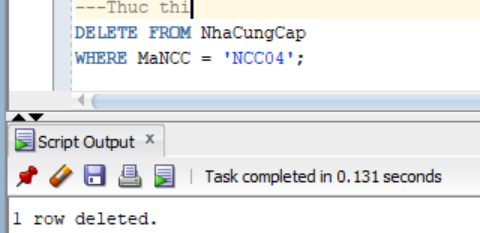 ---Thuc thi
DELETE FROM NhaCungCap
WHERE MaNCC = 'NCC04';
Script Output x
Task completed in 0.131 seconds
1 row deleted.